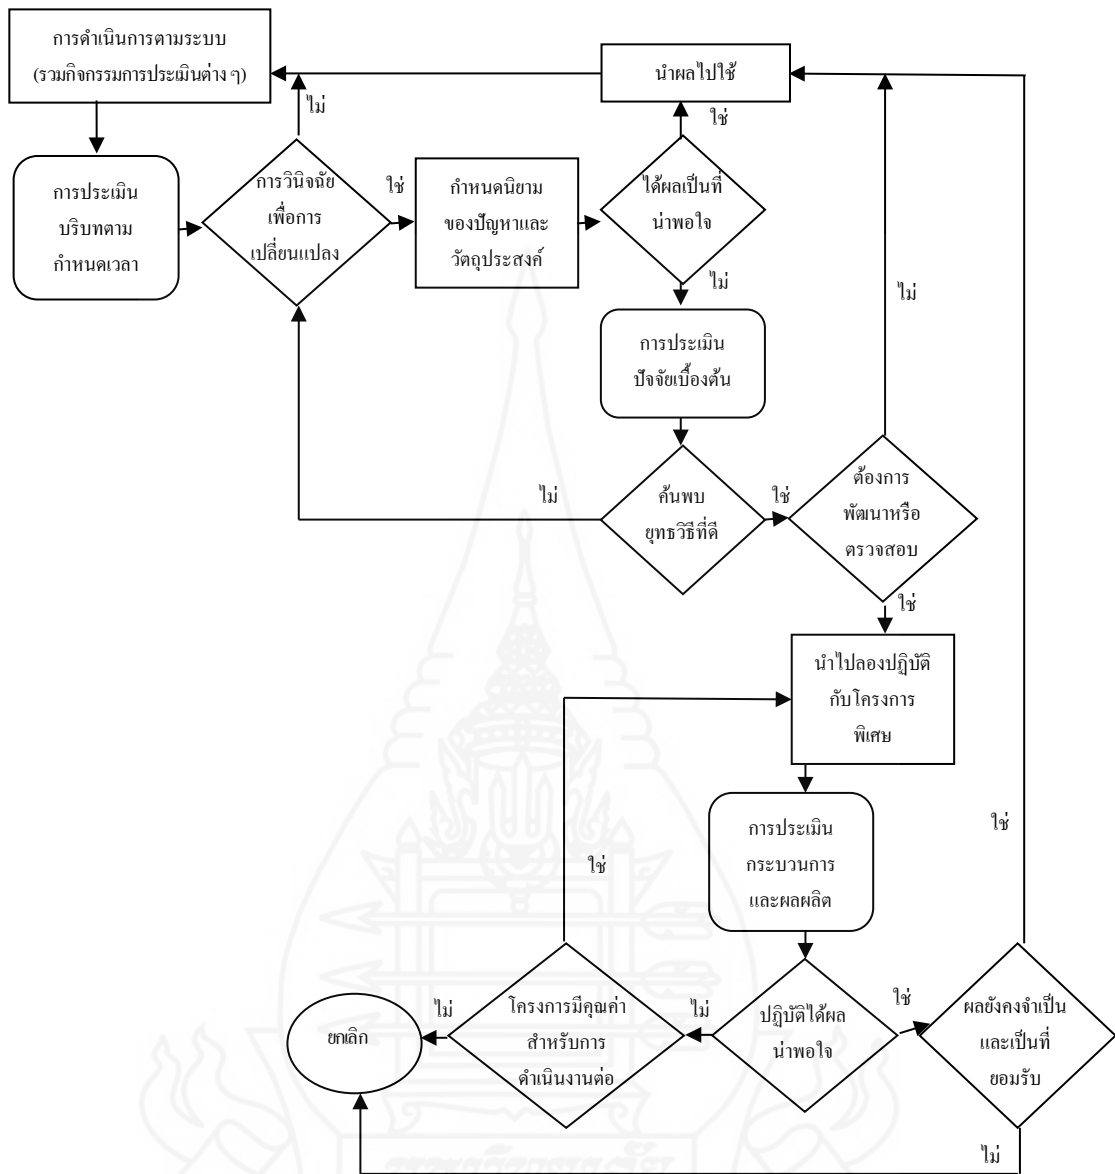 การดำเนินการตามระบบ
(รวมกิจกรรมการประเมินต่าง ๆ)
นำผลไปใช้
ไม่
ใช่
การประเมิน
บริบทตาม
กำหนดเวลา
การวินิจฉัย
เพื่อการ
เปลี่ยนแปลง
ใช่
กำหนดนิยาม
ของปัญหาและ
วัตถุประสงค์
ได้ผลเป็นที่
น่าพอใจ
ไม่
ไม่
การประเมิน
ปัจจัยเบื้องต้น
ไม่
ค้นพบ
ยุทธวิธีที่ดี
ใช่
ต้องการ
พัฒนาหรือ
ตรวจสอบ
ใช่
นำไปลองปฏิบัติ
กับโครงการ
พิเศษ
ใช่
การประเมิน
กระบวนการ
และผลผลิต
ใช่
ยกเลิก
ไม่
โครงการมีคุณค่า
สำหรับการ
ดำเนินงานต่อ
ไม่
ปฏิบัติได้ผล
น่าพอใจ
ใช่
ผลยังคงจำเป็น
และเป็นที่
ยอมรับ
ไม่